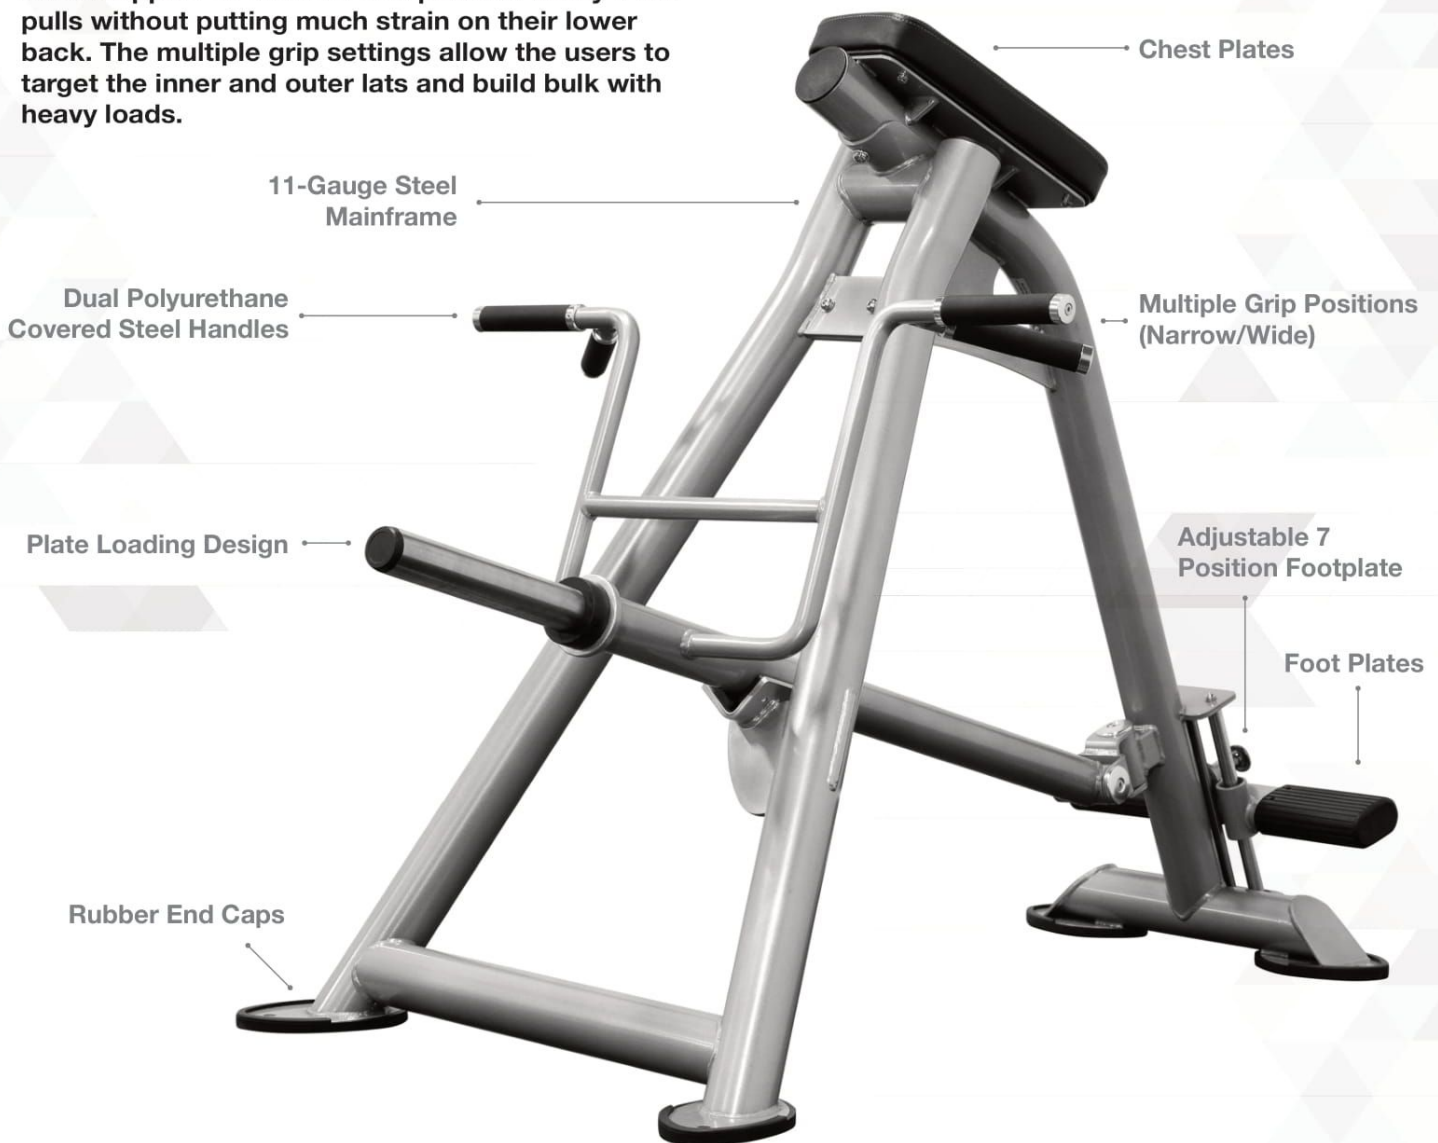 pulls without putting much strain on their lower
back. The multiple grip settings allow the users to
target the inner and outer lats and build bulk with
heavy loads.
Chest Plates
11-Gauge Steel
Mainframe
Dual Polyurethane
Covered Steel Handles
Multiple Grip Positions
(Narrow/Wide)
Plate Loading Design
Adjustable 7
Position Footplate
Foot Plates
Rubber End Caps